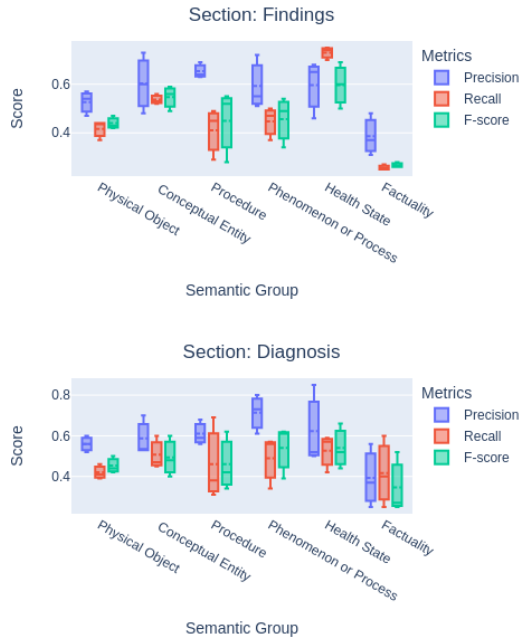 Section: Findings
Metrics
Precision
Recall
F-score
Score
0.6
0.4
Physical Object
Conceptual Entity
Procedure
Phenomenon or Process
Health State
Factuality
Semantic Group
Section: Diagnosis
Metrics
Precision
Recall
F-score
Score
0.8
0.6
0.4
Physical Object
Conceptual Entity
Procedure
Phenomenon or Process
Health State
Factuality
Semantic Group